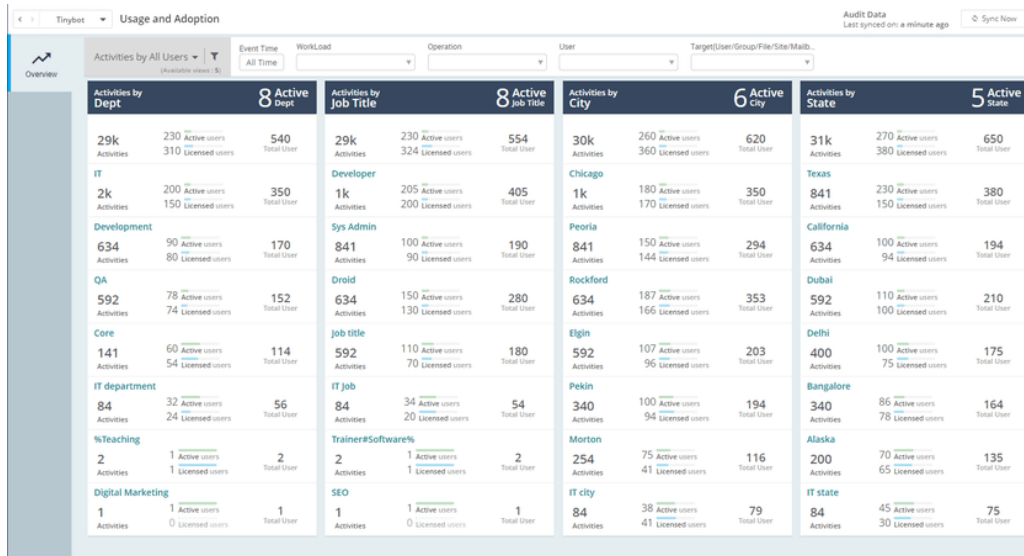 Tinybot
Usage and Adoption
Audit Data
Last synced on: a minute ago
Sync Now
Overview
Activities by All Users
(Available views : 5)
Event Time
All Time
WorkLoad
Operation
User
Target(User/Group/File/Site/Mailb...
Activities by
Dept
8 Active
Dept
29k
Activities
230 Active users
310 Licensed users
540
Total User
IT
2k
Activities
200 Active users
150 Licensed users
350
Total User
Development
634
Activities
90 Active users
80 Licensed users
170
Total User
QA
592
Activities
78 Active users
74 Licensed users
152
Total User
Core
141
Activities
60 Active users
54 Licensed users
114
Total User
IT department
84
Activities
32 Active users
24 Licensed users
56
Total User
%Teaching
2
Activities
1 Active users
1 Licensed users
2
Total User
Digital Marketing
1
Activities
1 Active users
0 Licensed users
1
Total User
Activities by
Job Title
8 Active
Job Title
29k
Activities
230 Active users
324 Licensed users
554
Total User
Developer
1k
Activities
205 Active users
200 Licensed users
405
Total User
Sys Admin
841
Activities
100 Active users
90 Licensed users
190
Total User
Droid
634
Activities
150 Active users
130 Licensed users
280
Total User
Job title
592
Activities
110 Active users
70 Licensed users
180
Total User
IT Job
84
Activities
34 Active users
20 Licensed users
54
Total User
Trainer#Software%
2
Activities
1 Active users
1 Licensed users
2
Total User
SEO
1
Activities
1 Active users
0 Licensed users
1
Total User
Activities by
City
6 Active
City
30k
Activities
260 Active users
360 Licensed users
620
Total User
Chicago
1k
Activities
180 Active users
170 Licensed users
350
Total User
Peoria
841
Activities
150 Active users
144 Licensed users
294
Total User
Rockford
634
Activities
187 Active users
166 Licensed users
353
Total User
Elgin
592
Activities
107 Active users
96 Licensed users
203
Total User
Pekin
340
Activities
100 Active users
94 Licensed users
194
Total User
Morton
254
Activities
75 Active users
41 Licensed users
116
Total User
IT city
84
Activities
38 Active users
41 Licensed users
79
Total User
Activities by
State
5 Active
State
31k
Activities
270 Active users
380 Licensed users
650
Total User
Texas
841
Activities
230 Active users
150 Licensed users
380
Total User
California
634
Activities
100 Active users
94 Licensed users
194
Total User
Dubai
592
Activities
110 Active users
100 Licensed users
210
Total User
Delhi
400
Activities
100 Active users
75 Licensed users
175
Total User
Bangalore
340
Activities
86 Active users
78 Licensed users
164
Total User
Alaska
200
Activities
70 Active users
65 Licensed users
135
Total User
IT state
84
Activities
45 Active users
30 Licensed users
75
Total User